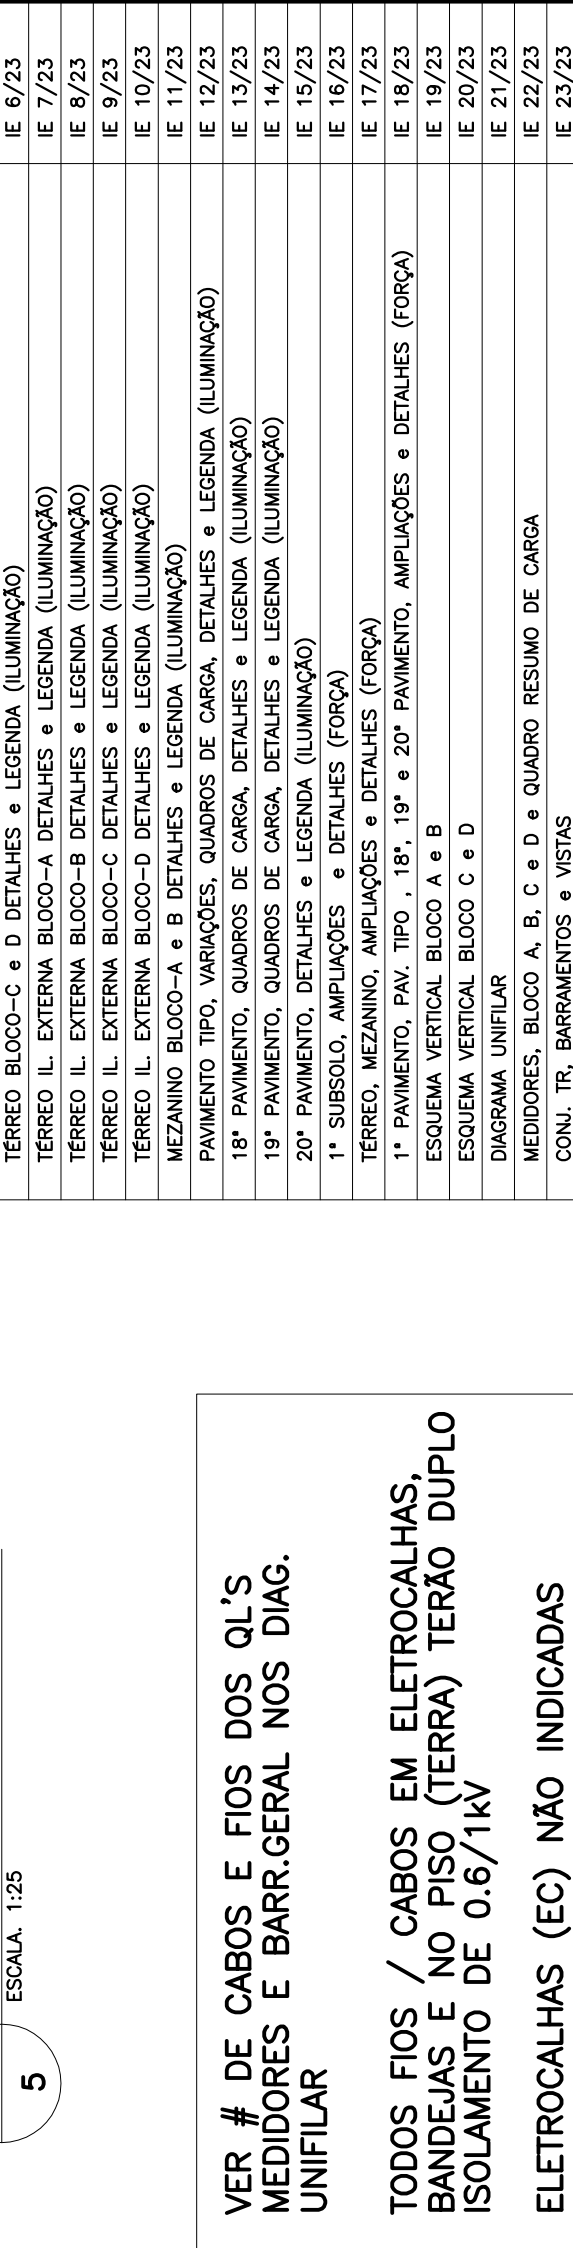 TÉRREO BLOCO-C e D DETALHES e LEGENDA (ILUMINAÇÃO) IE 6/23
TÉRREO IL. EXTERNA BLOCO-A DETALHES e LEGENDA (ILUMINAÇÃO) IE 7/23
TÉRREO IL. EXTERNA BLOCO-B DETALHES e LEGENDA (ILUMINAÇÃO) IE 8/23
TÉRREO IL. EXTERNA BLOCO-C DETALHES e LEGENDA (ILUMINAÇÃO) IE 9/23
TÉRREO IL. EXTERNA BLOCO-D DETALHES e LEGENDA (ILUMINAÇÃO) IE 10/23
MEZANINO BLOCO-A e B DETALHES e LEGENDA (ILUMINAÇÃO) IE 11/23
PAVIMENTO TIPO, VARIAÇÕES, QUADROS DE CARGA, DETALHES e LEGENDA (ILUMINAÇÃO) IE 12/23
18º PAVIMENTO, QUADROS DE CARGA, DETALHES e LEGENDA (ILUMINAÇÃO) IE 13/23
19º PAVIMENTO, QUADROS DE CARGA, DETALHES e LEGENDA (ILUMINAÇÃO) IE 14/23
20º PAVIMENTO, DETALHES e LEGENDA (ILUMINAÇÃO) IE 15/23
1º SUBSOLO, AMPLIAÇÕES e DETALHES (FORÇA) IE 16/23
TÉRREO, MEZANINO, AMPLIAÇÕES e DETALHES (FORÇA) IE 17/23
1º PAVIMENTO, PAV. TIPO , 18º, 19º e 20º PAVIMENTO, AMPLIAÇÕES e DETALHES (FORÇA) IE 18/23
ESQUEMA VERTICAL BLOCO A e B IE 19/23
ESQUEMA VERTICAL BLOCO C e D IE 20/23
DIAGRAMA UNIFILAR IE 21/23
MEDIDORES, BLOCO A, B, C e D e QUADRO RESUMO DE CARGA IE 22/23
CONJ. TR, BARRAMENTOS e VISTAS IE 23/23
5
ESCALA. 1:25
VER # DE CABOS E FIOS DOS QL'S
MEDIDORES E BARR.GERAL NOS DIAG.
UNIFILAR
TODOS FIOS / CABOS EM ELETROCALHAS,
BANDEJAS E NO PISO (TERRA) TERÃO DUPLO
ISOLAMENTO DE 0.6/1kV
ELETROCALHAS (EC) NÃO INDICADAS